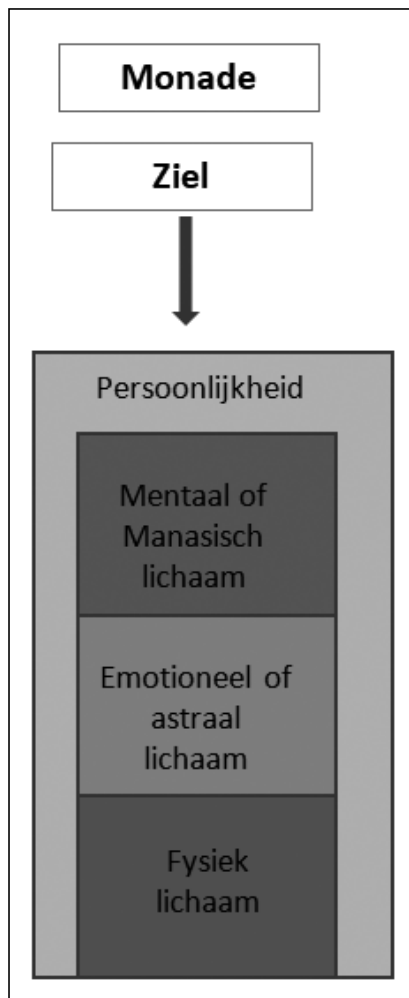 Monade
Ziel
Persoonlijkheid
Mentaal of
Manasisch
lichaam
Emotioneel of
astraal
lichaam
Fysiek
lichaam